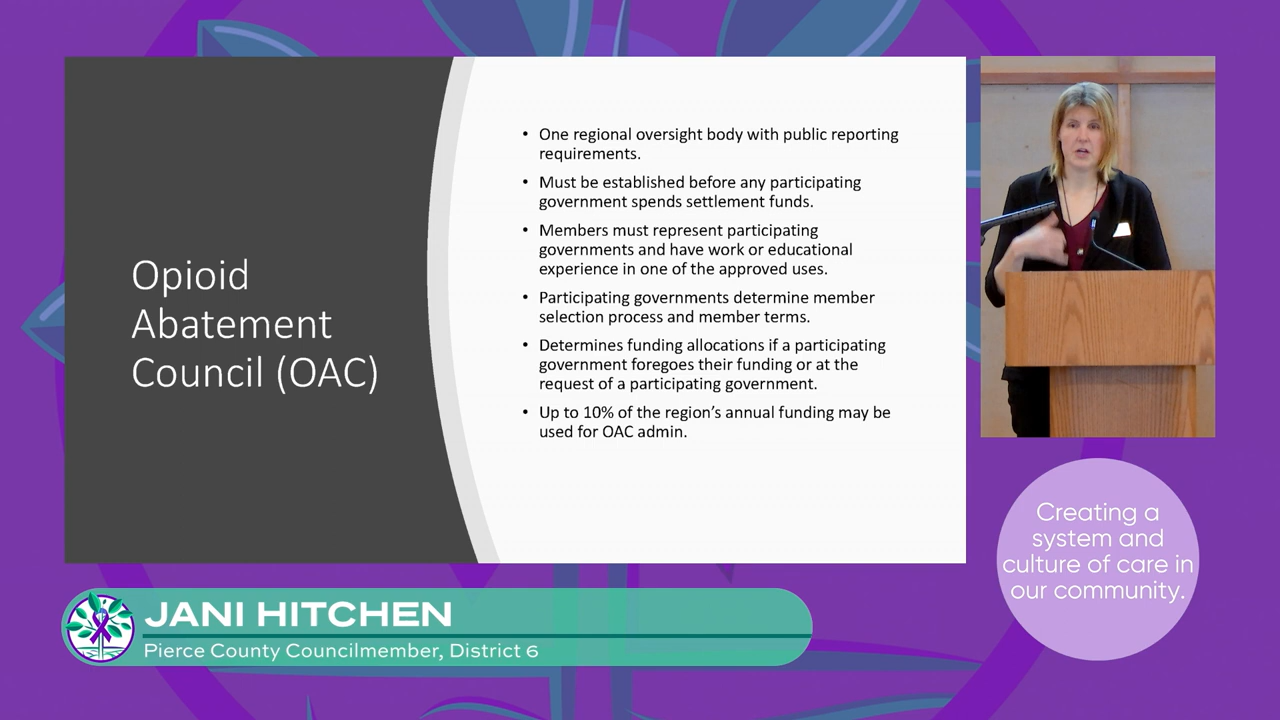 Opioid
Abatement
Council (OAC)
• One regional oversight body with public reporting
requirements.
• Must be established before any participating
government spends settlement funds.
• Members must represent participating
governments and have work or educational
experience in one of the approved uses.
• Participating governments determine member
selection process and member terms.
• Determines funding allocations if a participating
government foregoes their funding or at the
request of a participating government.
• Up to 10% of the region's annual funding may be
used for OAC admin.
JANI HITCHEN
Pierce County Councilmember, District 6
Creating a
system and
culture of care in
our community.